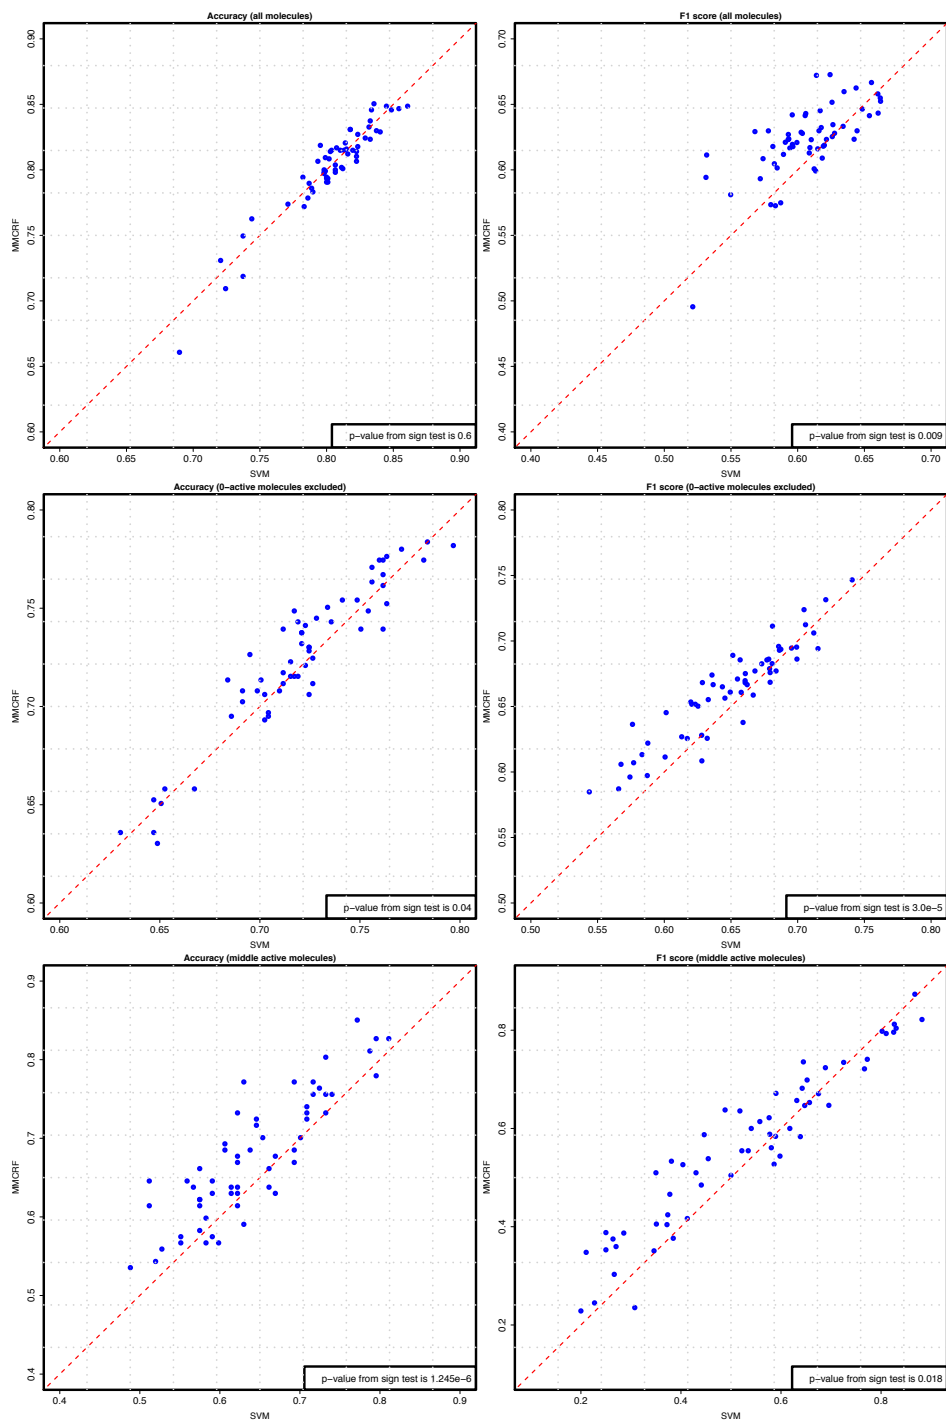 Accuracy (all molecules)
MMCRF
0.60 0.65 0.70 0.75 0.80 0.85 0.90
p−value from sign test is 0.6
0.60 0.65 0.70 0.75 0.80 0.85 0.90
SVM
F1 score (all molecules)
MMCRF
0.40 0.45 0.50 0.55 0.60 0.65 0.70
p−value from sign test is 0.009
0.40 0.45 0.50 0.55 0.60 0.65 0.70
SVM
Accuracy (0−active molecules excluded)
MMCRF
0.60 0.65 0.70 0.75 0.80
p−value from sign test is 0.04
0.60 0.65 0.70 0.75 0.80
SVM
F1 score (0−active molecules excluded)
MMCRF
0.50 0.55 0.60 0.65 0.70 0.75 0.80
p−value from sign test is 3.0e−5
0.50 0.55 0.60 0.65 0.70 0.75 0.80
SVM
Accuracy (middle active molecules)
MMCRF
0.4 0.5 0.6 0.7 0.8 0.9
p−value from sign test is 1.245e−6
0.4 0.5 0.6 0.7 0.8 0.9
SVM
F1 score (middle active molecules)
MMCRF
0.2 0.4 0.6 0.8
p−value from sign test is 0.018
0.2 0.4 0.6 0.8
SVM